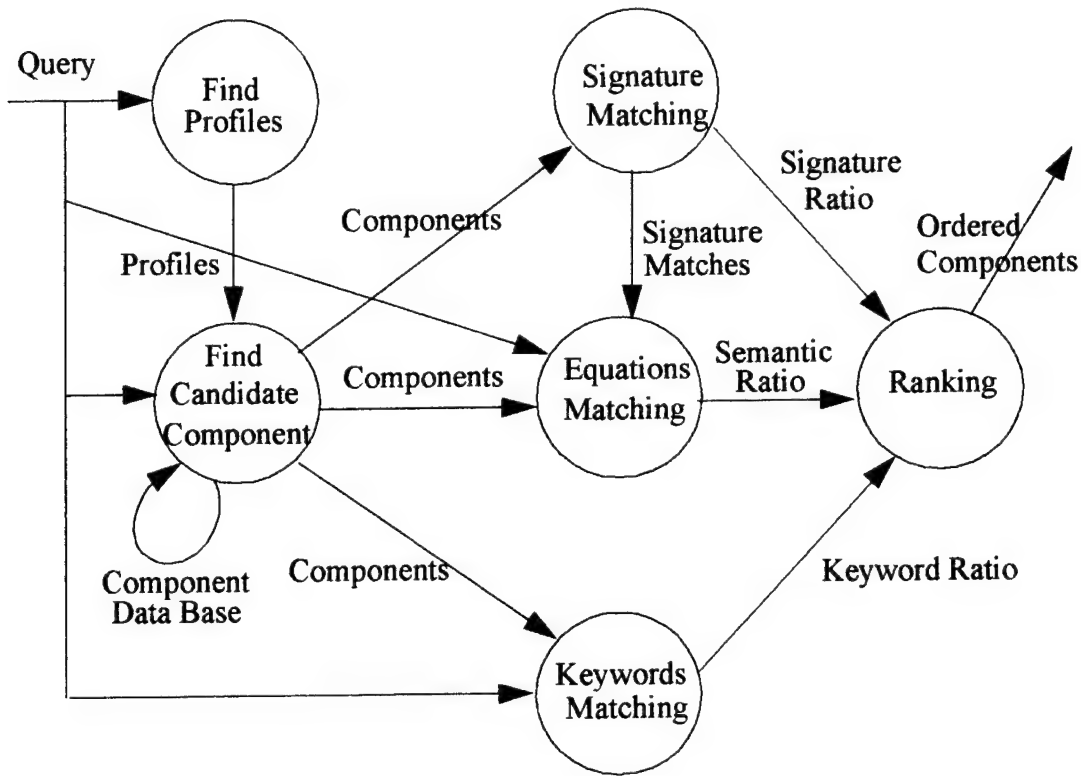 Query
Find
Profiles
Signature
Matching
Signature
Ratio
Components
Ordered
Components
Signature
Matches
Profiles
Find
Candidate
Component
Components
Equations
Matching
Semantic
Ratio
Ranking
Component
Data Base
Components
Keyword Ratio
Keywords
Matching